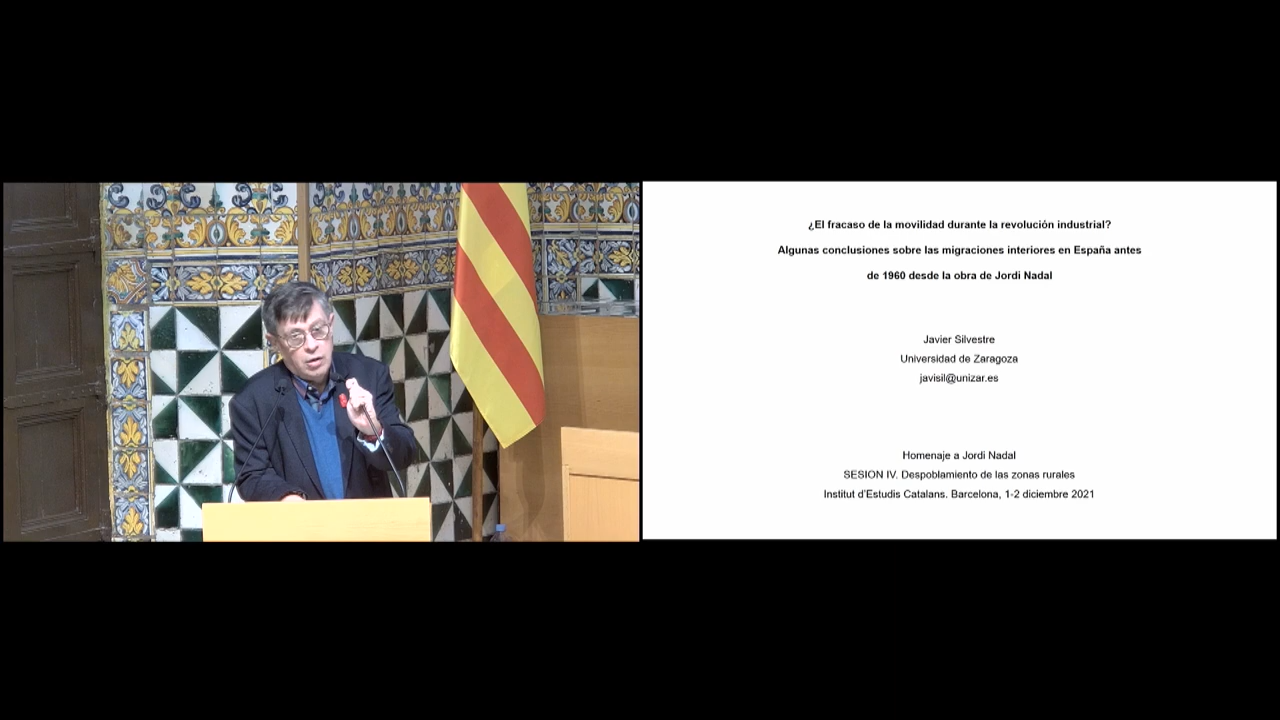 ¿El fracaso de la movilidad durante la revolución industrial?
Algunas conclusiones sobre las migraciones interiores en España antes
de 1960 desde la obra de Jordi Nadal
Javier Silvestre
Universidad de Zaragoza
javisil@unizar.es
Homenaje a Jordi Nadal
SESION IV. Despoblamiento de las zonas rurales
Institut d'Estudis Catalans. Barcelona, 1-2 diciembre 2021